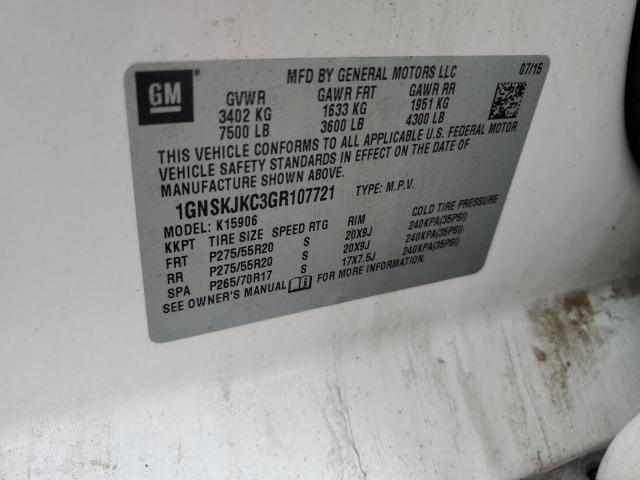 GM
MFD BY GENERAL MOTORS LLC 07/15
GVWR GAWR FRT GAWR RR
3402 KG 1633 KG 1951 KG
7500 LB 3600 LB 4300 LB
THIS VEHICLE CONFORMS TO ALL APPLICABLE U.S. FEDERAL MOTOR
VEHICLE SAFETY STANDARDS IN EFFECT ON THE DATE OF
MANUFACTURE SHOWN ABOVE.
1GNSKJKC3GR107721 TYPE: M.P.V.
MODEL: K15906
KKPT TIRE SIZE SPEED RTG RIM COLD TIRE PRESSURE
FRT P275/55R20 S 20X9J 240KPA(35PSI)
RR P275/55R20 S 20X9J 240KPA(35PSI)
SPA P265/70R17 S 17X7.5J 240KPA(35PSI)
SEE OWNER'S MANUAL FOR MORE INFORMATION.